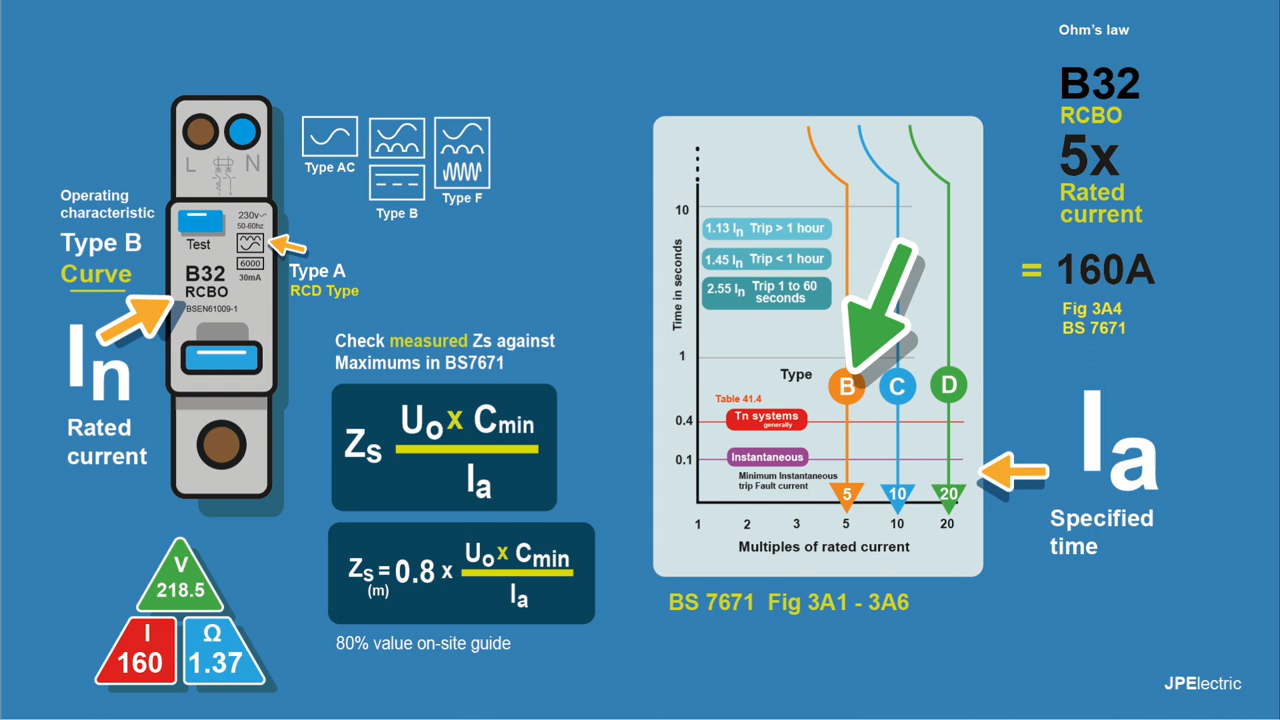 Ohm's law
B32
RCBO
5x
Rated
current
= 160A
Fig 3A4
BS 7671
Operating
characteristic
Type B
Curve
In
Rated
current
L N
230v~
50-60hz
Test
6000
B32
30mA
RCBO
BSEN61009-1
Type AC
Type B
Type F
Type A
RCD Type
Check measured Zs against
Maximums in BS7671
Zs Uo x Cmin
Ia
Zs = 0.8 x Uo x Cmin
(m)
Ia
80% value on-site guide
V
218.5
I
160
Ω
1.37
Time in seconds
10
1
0.4
0.1
1.13 In Trip > 1 hour
1.45 In Trip < 1 hour
2.55 In Trip 1 to 60
seconds
Type
B C D
Table 41.4
Tn systems
generally
Instantaneous
Minimum Instantaneous
trip Fault current
5 10 20
1 2 3 5 10 20
Multiples of rated current
BS 7671 Fig 3A1 - 3A6
Ia
Specified
time
JPElectric